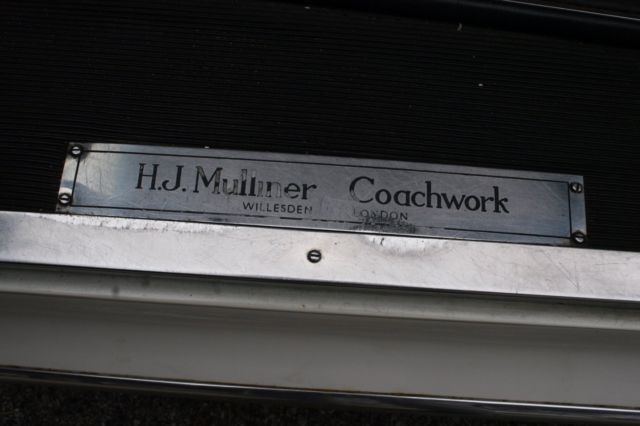 H.J. Mulliner Coachwork
WILLESDEN LONDON